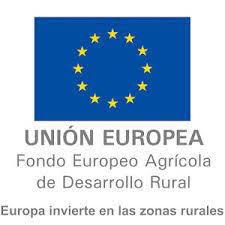 UNIÓN EUROPEA
Fondo Europeo Agrícola
de Desarrollo Rural
Europa invierte en las zonas rurales